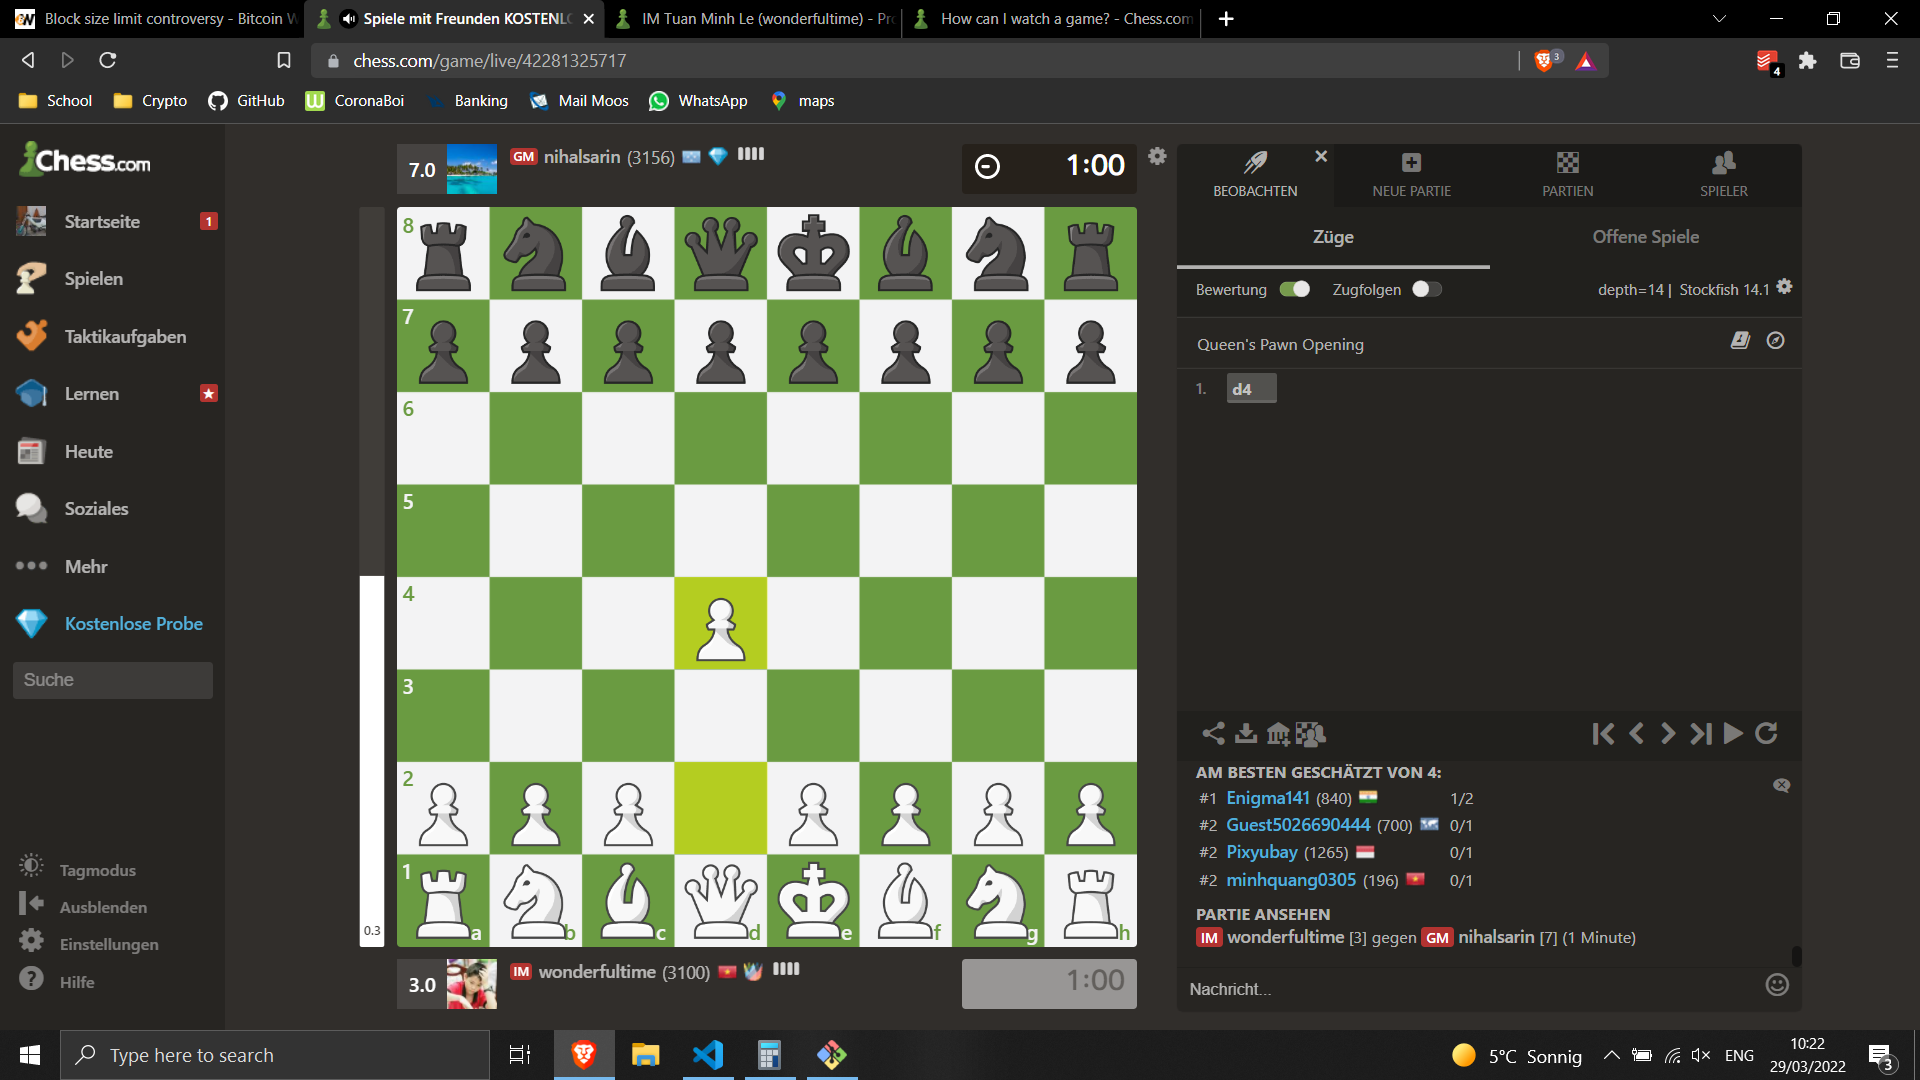 Block size limit controversy - Bitcoin W
Spiele mit Freunden KOSTENLO
IM Tuan Minh Le (wonderfultime) - Pro
How can I watch a game? - Chess.com
chess.com/game/live/42281325717
3
4
School
Crypto
GitHub
CoronaBoi
Banking
Mail Moos
WhatsApp
maps
Chess.com
Startseite
1
Spielen
Taktikaufgaben
Lernen
Heute
Soziales
Mehr
Kostenlose Probe
Suche
Tagmodus
Ausblenden
Einstellungen
Hilfe
7.0
GM nihalsarin (3156)
1:00
8
7
6
5
4
3
2
1
a b c d e f g h
0.3
3.0
IM wonderfultime (3100)
1:00
BEOBACHTEN
NEUE PARTIE
PARTIEN
SPIELER
Züge
Offene Spiele
Bewertung
Zugfolgen
depth=14 | Stockfish 14.1
Queen's Pawn Opening
1. d4
AM BESTEN GESCHÄTZT VON 4:
#1 Enigma141 (840) 1/2
#2 Guest5026690444 (700) 0/1
#2 Pixyubay (1265) 0/1
#2 minhquang0305 (196) 0/1
PARTIE ANSEHEN
IM wonderfultime [3] gegen GM nihalsarin [7] (1 Minute)
Nachricht...
Type here to search
5°C Sonnig
ENG
10:22
29/03/2022
3